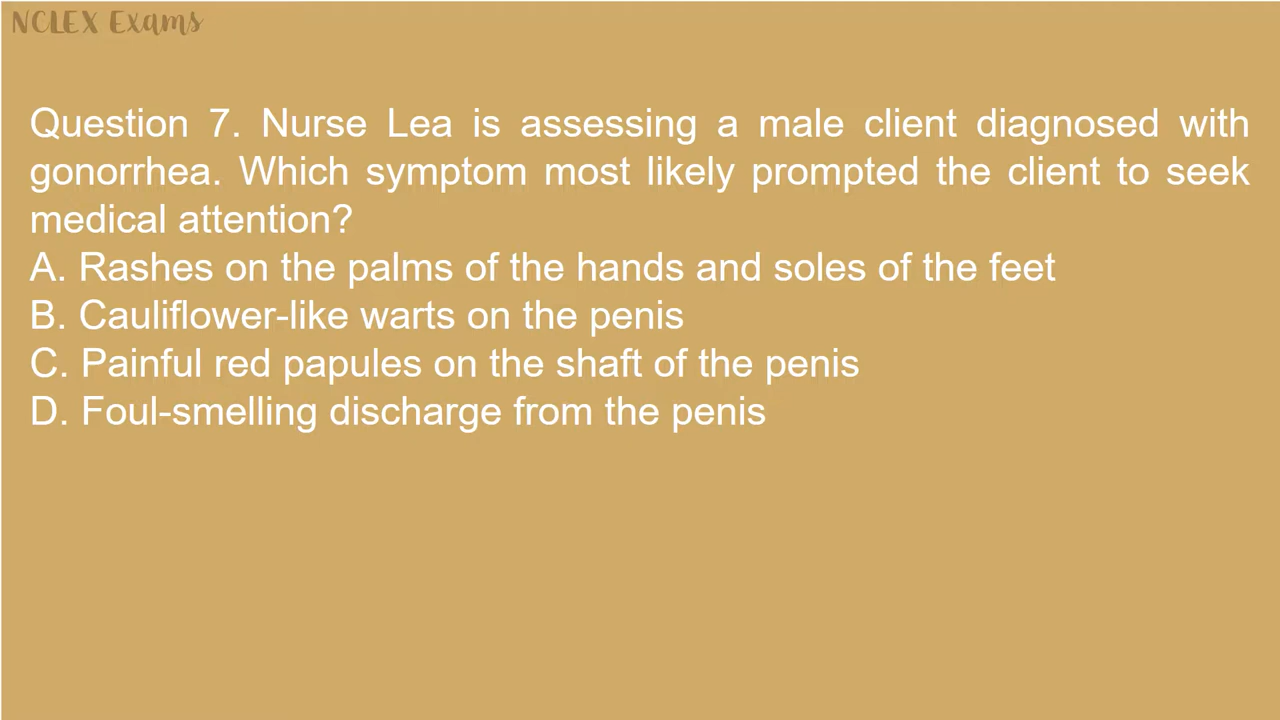 NCLEX Exams
Question 7. Nurse Lea is assessing a male client diagnosed with
gonorrhea. Which symptom most likely prompted the client to seek
medical attention?
A. Rashes on the palms of the hands and soles of the feet
B. Cauliflower-like warts on the penis
C. Painful red papules on the shaft of the penis
D. Foul-smelling discharge from the penis